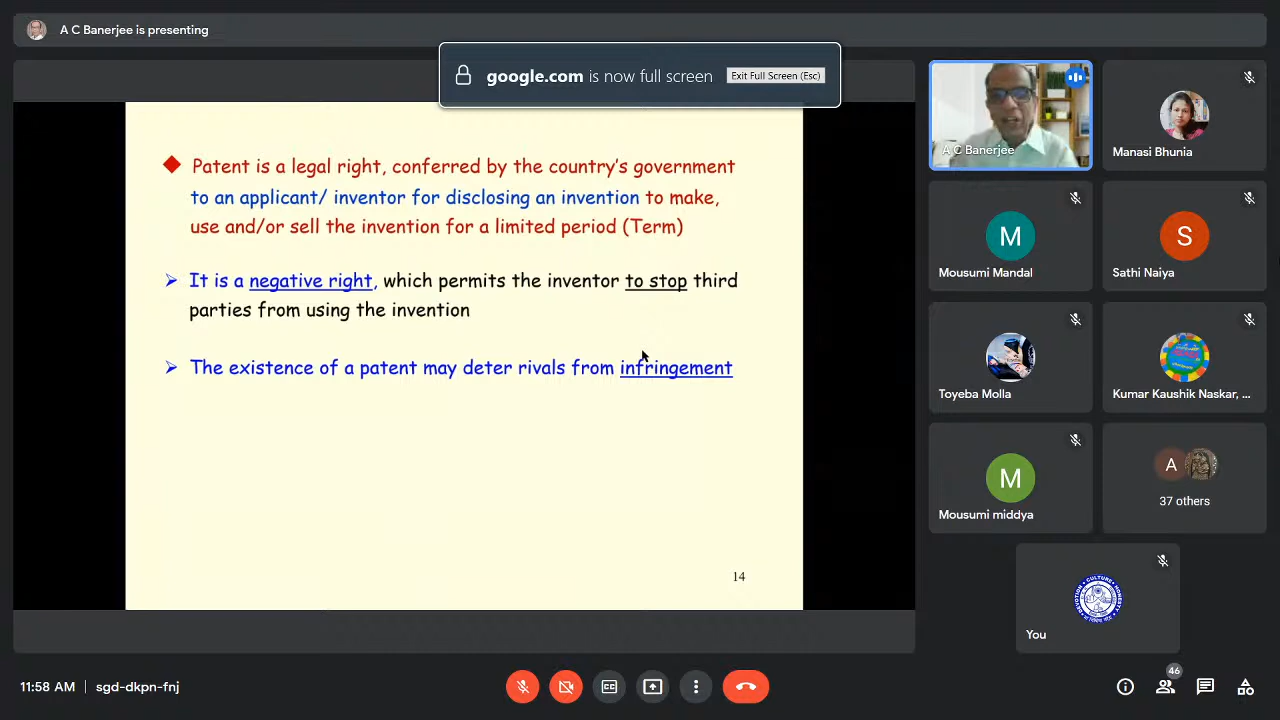 A C Banerjee is presenting
google.com is now full screen
Exit Full Screen (Esc)
Patent is a legal right, conferred by the country's government
to an applicant/ inventor for disclosing an invention to make,
use and/or sell the invention for a limited period (Term)
It is a negative right, which permits the inventor to stop third
parties from using the invention
The existence of a patent may deter rivals from infringement
14
A C Banerjee
Manasi Bhunia
M
Mousumi Mandal
S
Sathi Naiya
Toyeba Molla
Kumar Kaushik Naskar, ...
M
Mousumi middya
A
37 others
You
11:58 AM
sgd-dkpn-fnj
CC
46